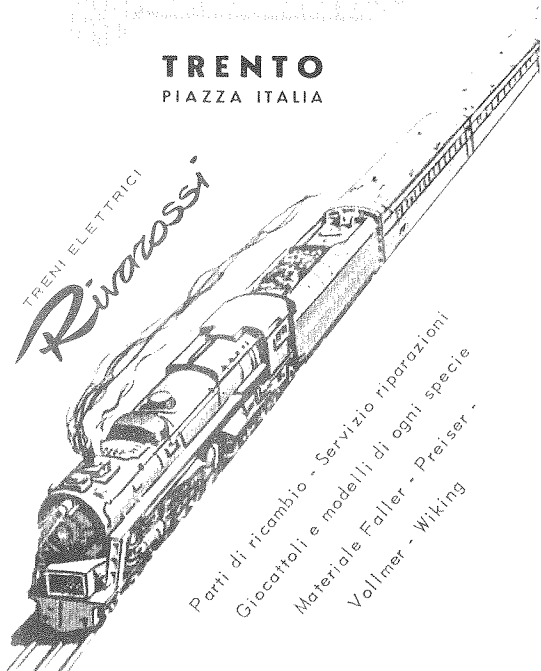 TRENTO
PIAZZA ITALIA
TRENI ELETTRICI
Rivarossi
Parti di ricambio - Servizio riparazioni
Giocattoli e modelli di ogni specie
Materiale Faller - Preiser -
Vollmer - Wiking